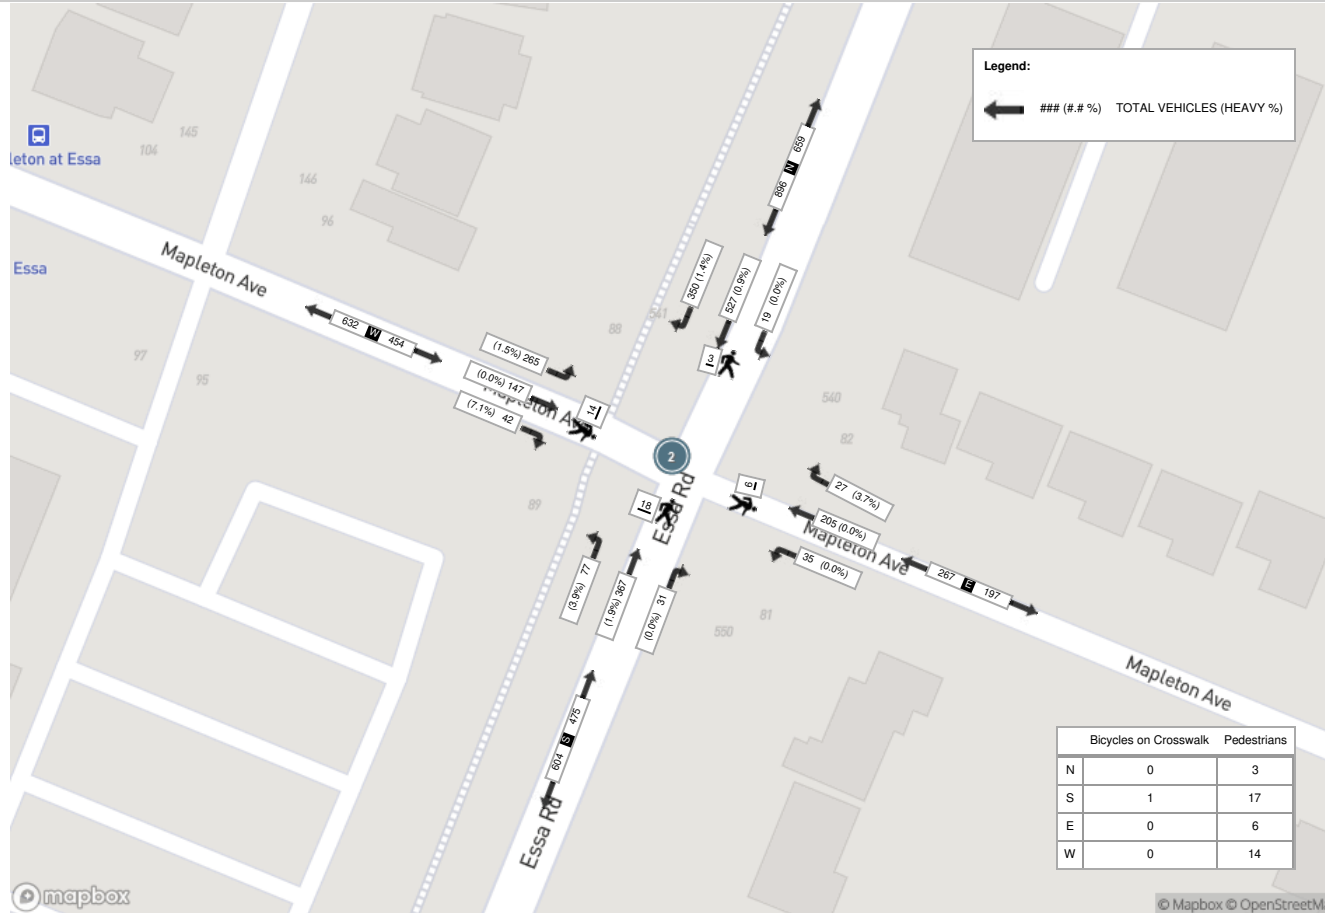 Legend:
### (#.# %) TOTAL VEHICLES (HEAVY %)
145
104
leton at Essa
146
96
Essa
Mapleton Ave
97
95
88
541
896 N 659
350 (1.4%)
527 (0.9%)
19 (0.0%)
3
632 W 454
(1.5%) 265
(0.0%) 147
(7.1%) 42
Mapleton Ave
14
2
540
82
18
Essa Rd
6
27 (3.7%)
205 (0.0%)
35 (0.0%)
Mapleton Ave
267 E 197
89
(3.9%) 77
(1.9%) 367
(0.0%) 31
550
81
Mapleton Ave
604 S 475
Essa Rd
Bicycles on Crosswalk Pedestrians
N 0 3
S 1 17
E 0 6
W 0 14
mapbox
© Mapbox © OpenStreetM